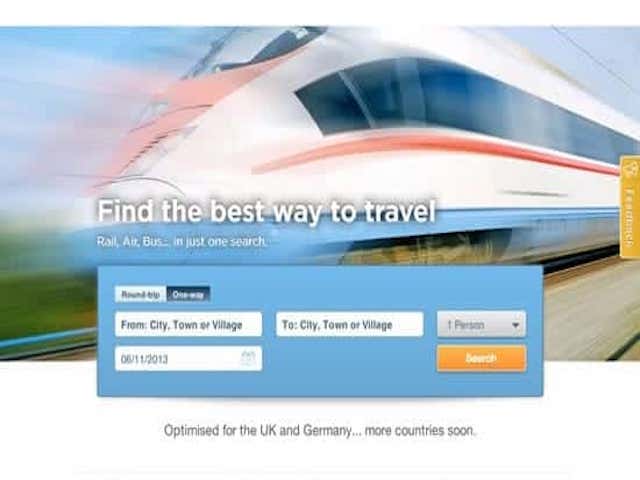 Find the best way to travel
Rail, Air, Bus... in just one search.
Feedback
Round-trip One-way
From: City, Town or Village To: City, Town or Village 1 Person
06/11/2013 Search
Optimised for the UK and Germany... more countries soon.